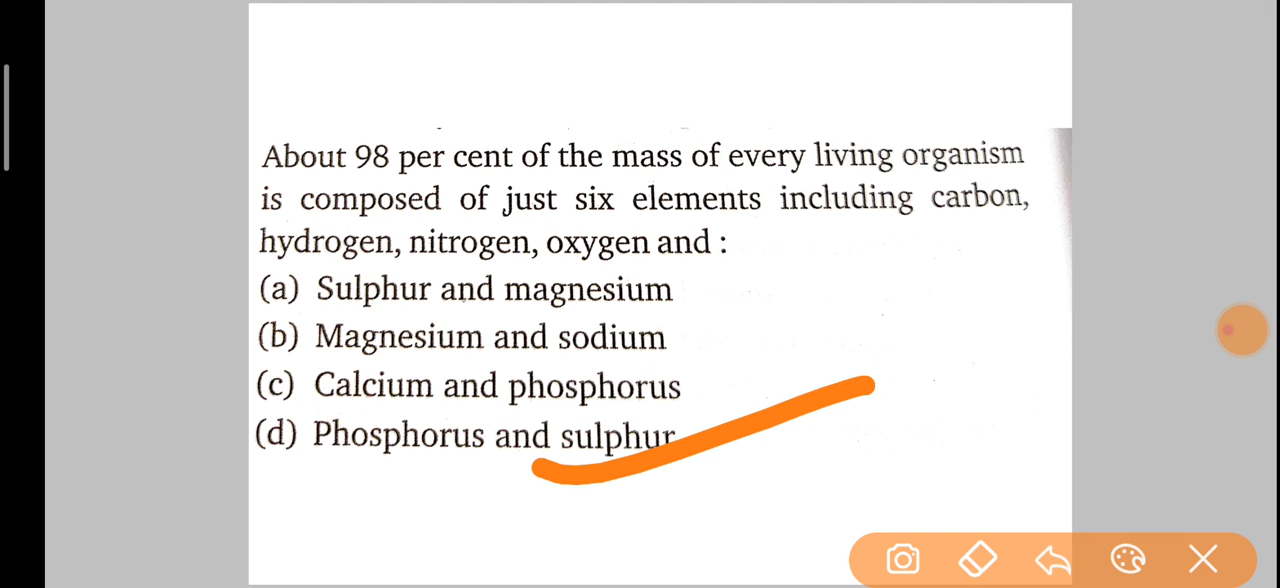 About 98 per cent of the mass of every living organism
is composed of just six elements including carbon,
hydrogen, nitrogen, oxygen and :
(a) Sulphur and magnesium
(b) Magnesium and sodium
(c) Calcium and phosphorus
(d) Phosphorus and sulphur